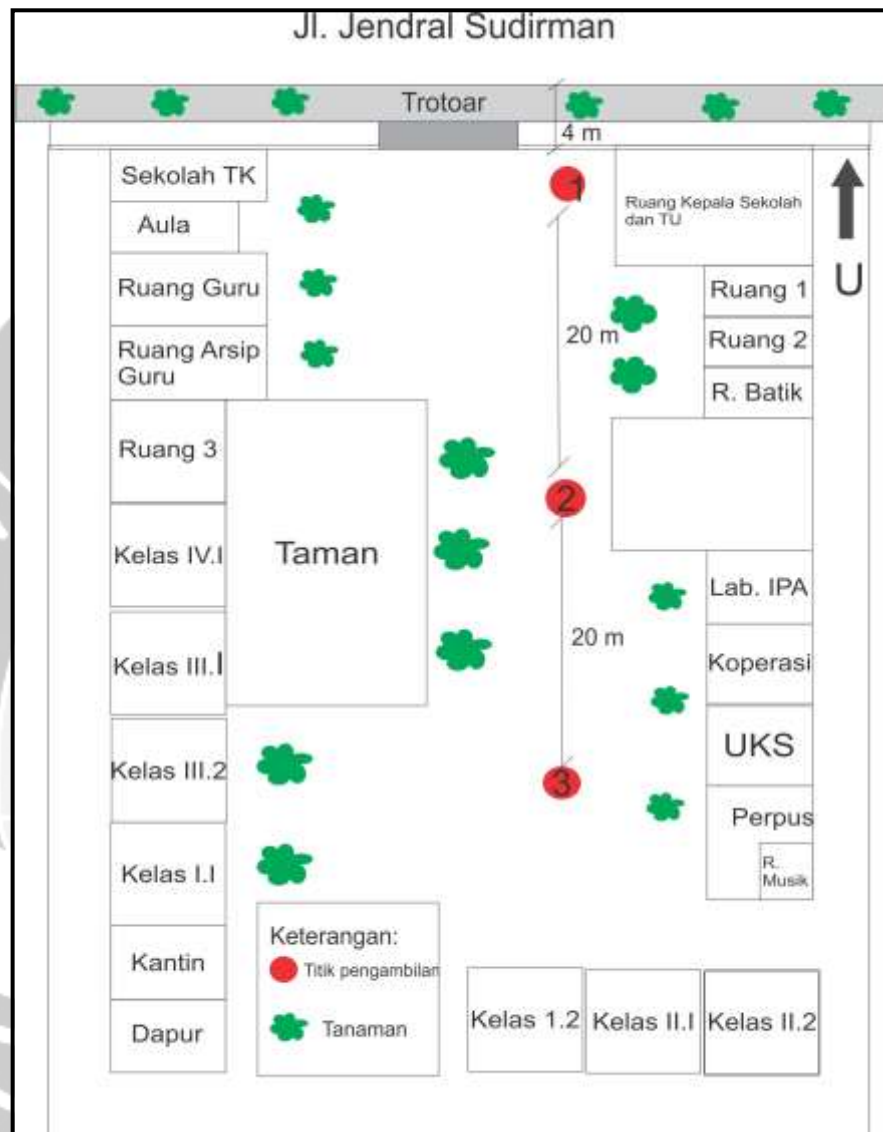 Jl. Jendral Sudirman
Trotoar
4 m
Sekolah TK
1
Ruang Kepala Sekolah
dan TU
Aula
U
Ruang Guru
Ruang 1
20 m
Ruang 2
Ruang Arsip
Guru
R. Batik
Ruang 3
2
Kelas IV.I
Taman
Lab. IPA
20 m
Kelas III.I
Koperasi
UKS
Kelas III.2
3
Perpus
Kelas I.I
R.
Musik
Keterangan:
Titik pengambilan
Tanaman
Kantin
Dapur
Kelas 1.2
Kelas II.I
Kelas II.2